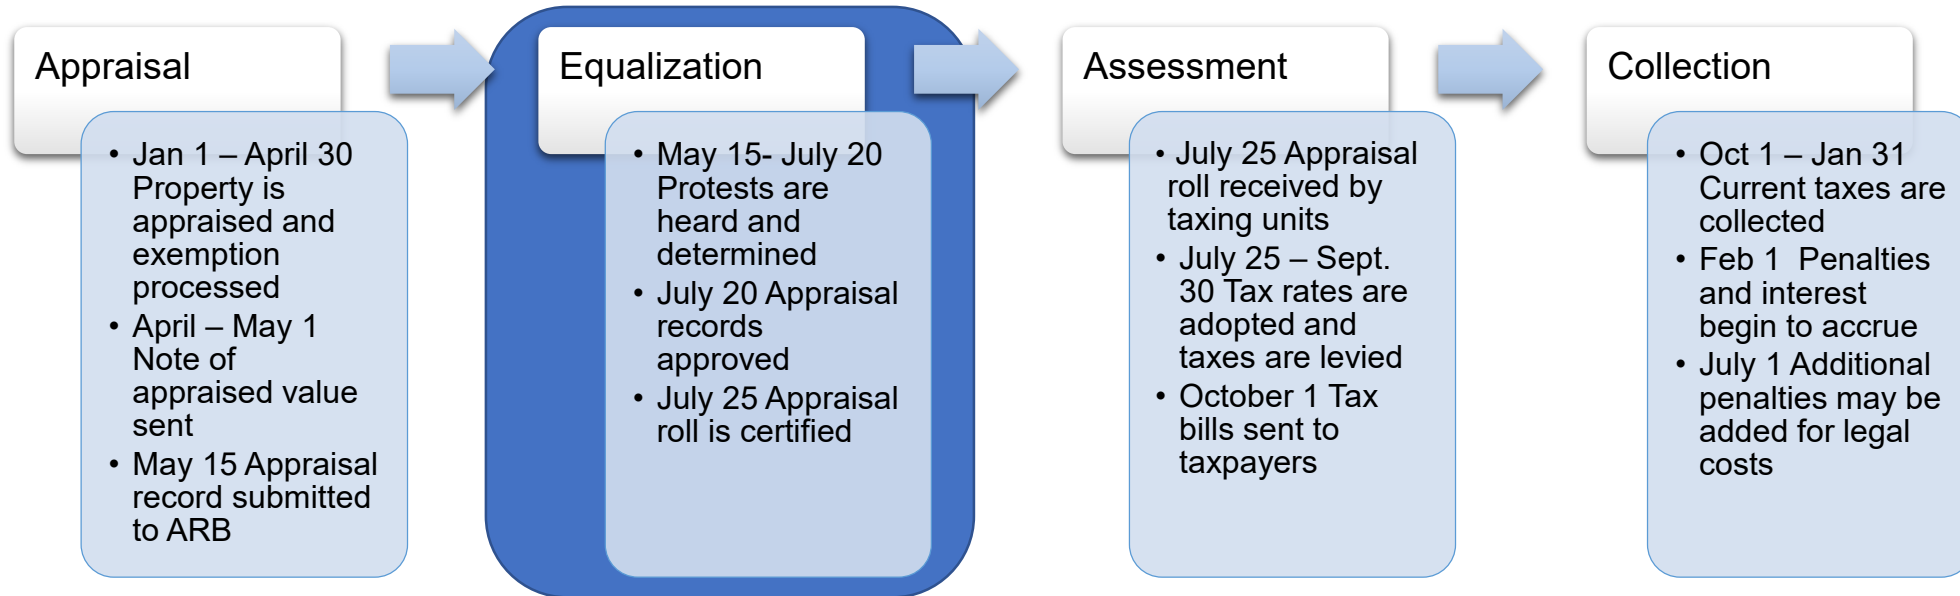 Appraisal
• Jan 1 – April 30
Property is
appraised and
exemption
processed
• April – May 1
Note of
appraised value
sent
• May 15 Appraisal
record submitted
to ARB
Equalization
• May 15- July 20
Protests are
heard and
determined
• July 20 Appraisal
records
approved
• July 25 Appraisal
roll is certified
Assessment
• July 25 Appraisal
roll received by
taxing units
• July 25 – Sept.
30 Tax rates are
adopted and
taxes are levied
• October 1 Tax
bills sent to
taxpayers
Collection
• Oct 1 – Jan 31
Current taxes are
collected
• Feb 1  Penalties
and interest
begin to accrue
• July 1 Additional
penalties may be
added for legal
costs